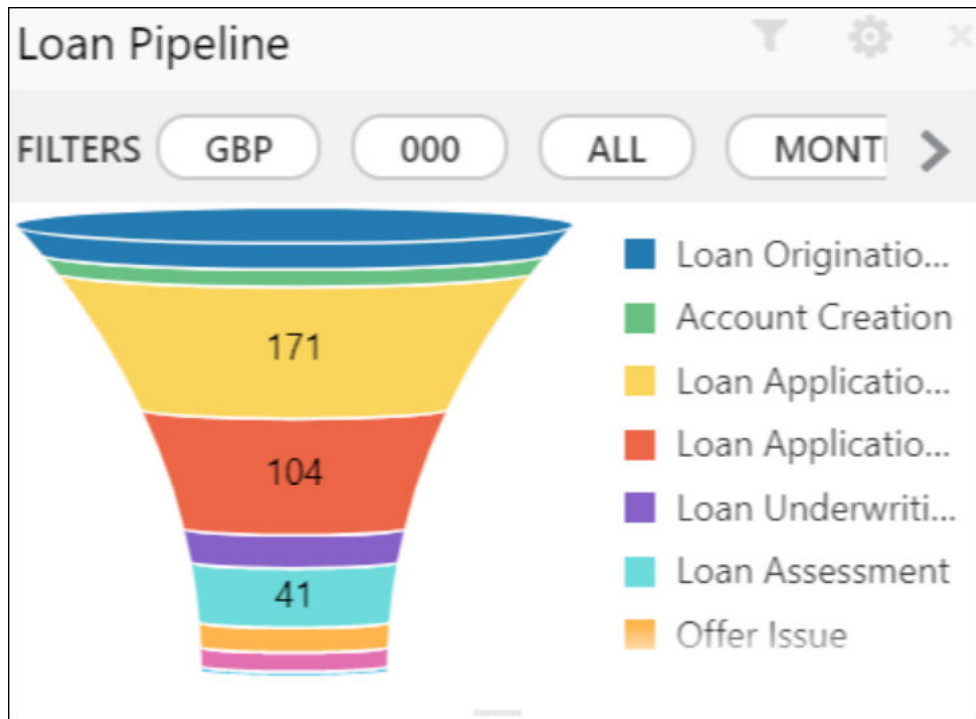 Loan Pipeline
FILTERS GBP 000 ALL MONT
171
104
41
Loan Originatio...
Account Creation
Loan Applicatio...
Loan Applicatio...
Loan Underwriti...
Loan Assessment
Offer Issue